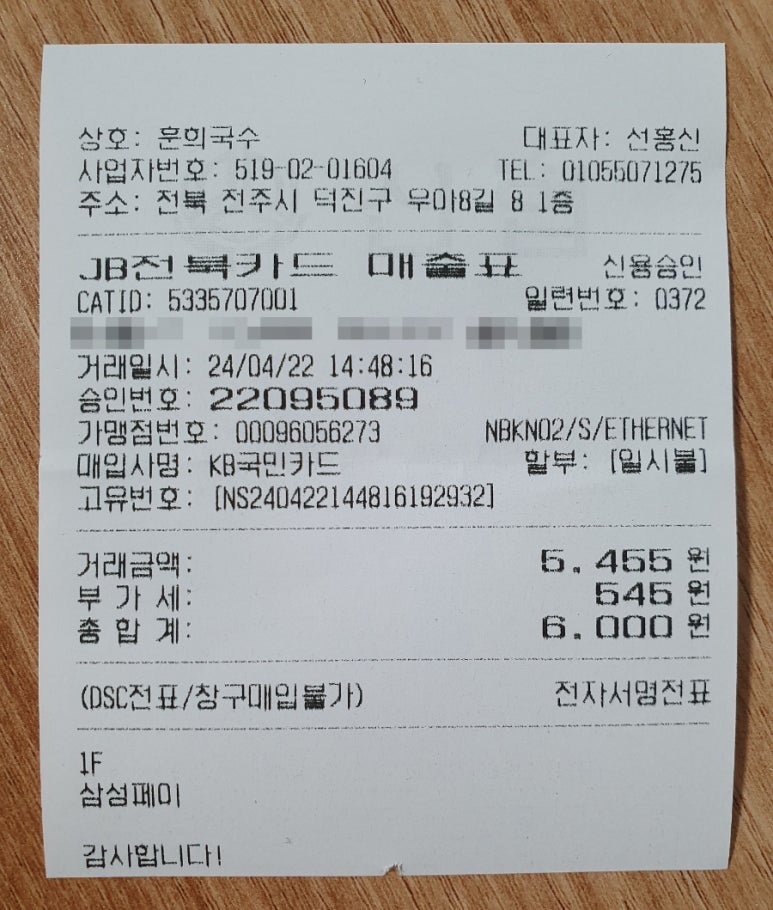 상호: 문희국수 대표자: 선홍신
사업자번호: 519-02-01604 TEL: 01055071275
주소: 전북 전주시 덕진구 우아8길 8 1층
JB전북카드 매출표 신용승인
CATID: 5335707001 일련번호: 0372
거래일시: 24/04/22 14:48:16
승인번호: 22095089
가맹점번호: 00096056273 NBKN02/S/ETHERNET
매입사명: KB국민카드 할부: [일시불]
고유번호: [NS240422144816192932]
거래금액: 5,455 원
부 가 세: 545 원
총 합 계: 6,000 원
(DSC전표/창구매입불가) 전자서명전표
1F
삼성페이
감사합니다!